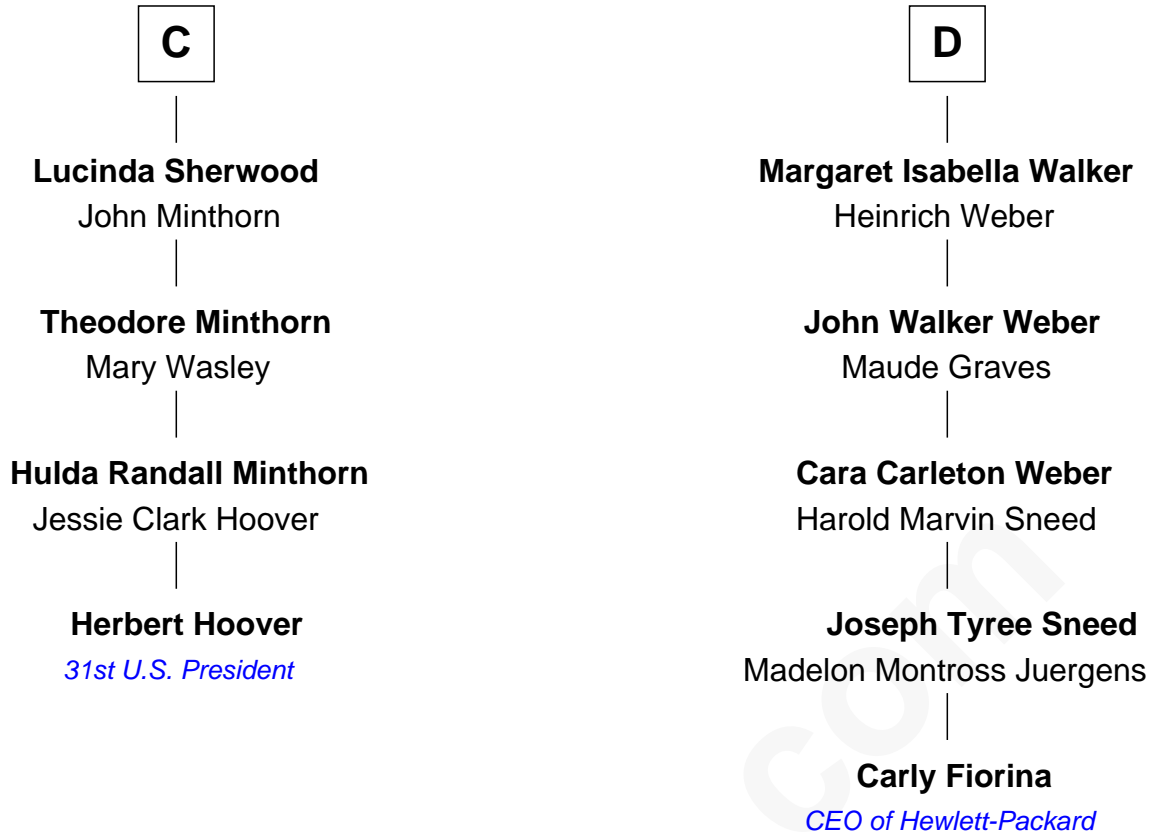 C
Lucinda Sherwood
John Minthorn
Theodore Minthorn
Mary Wasley
Hulda Randall Minthorn
Jessie Clark Hoover
Herbert Hoover
31st U.S. President
D
Margaret Isabella Walker
Heinrich Weber
John Walker Weber
Maude Graves
Cara Carleton Weber
Harold Marvin Sneed
Joseph Tyree Sneed
Madelon Montross Juergens
Carly Fiorina
CEO of Hewlett-Packard
com